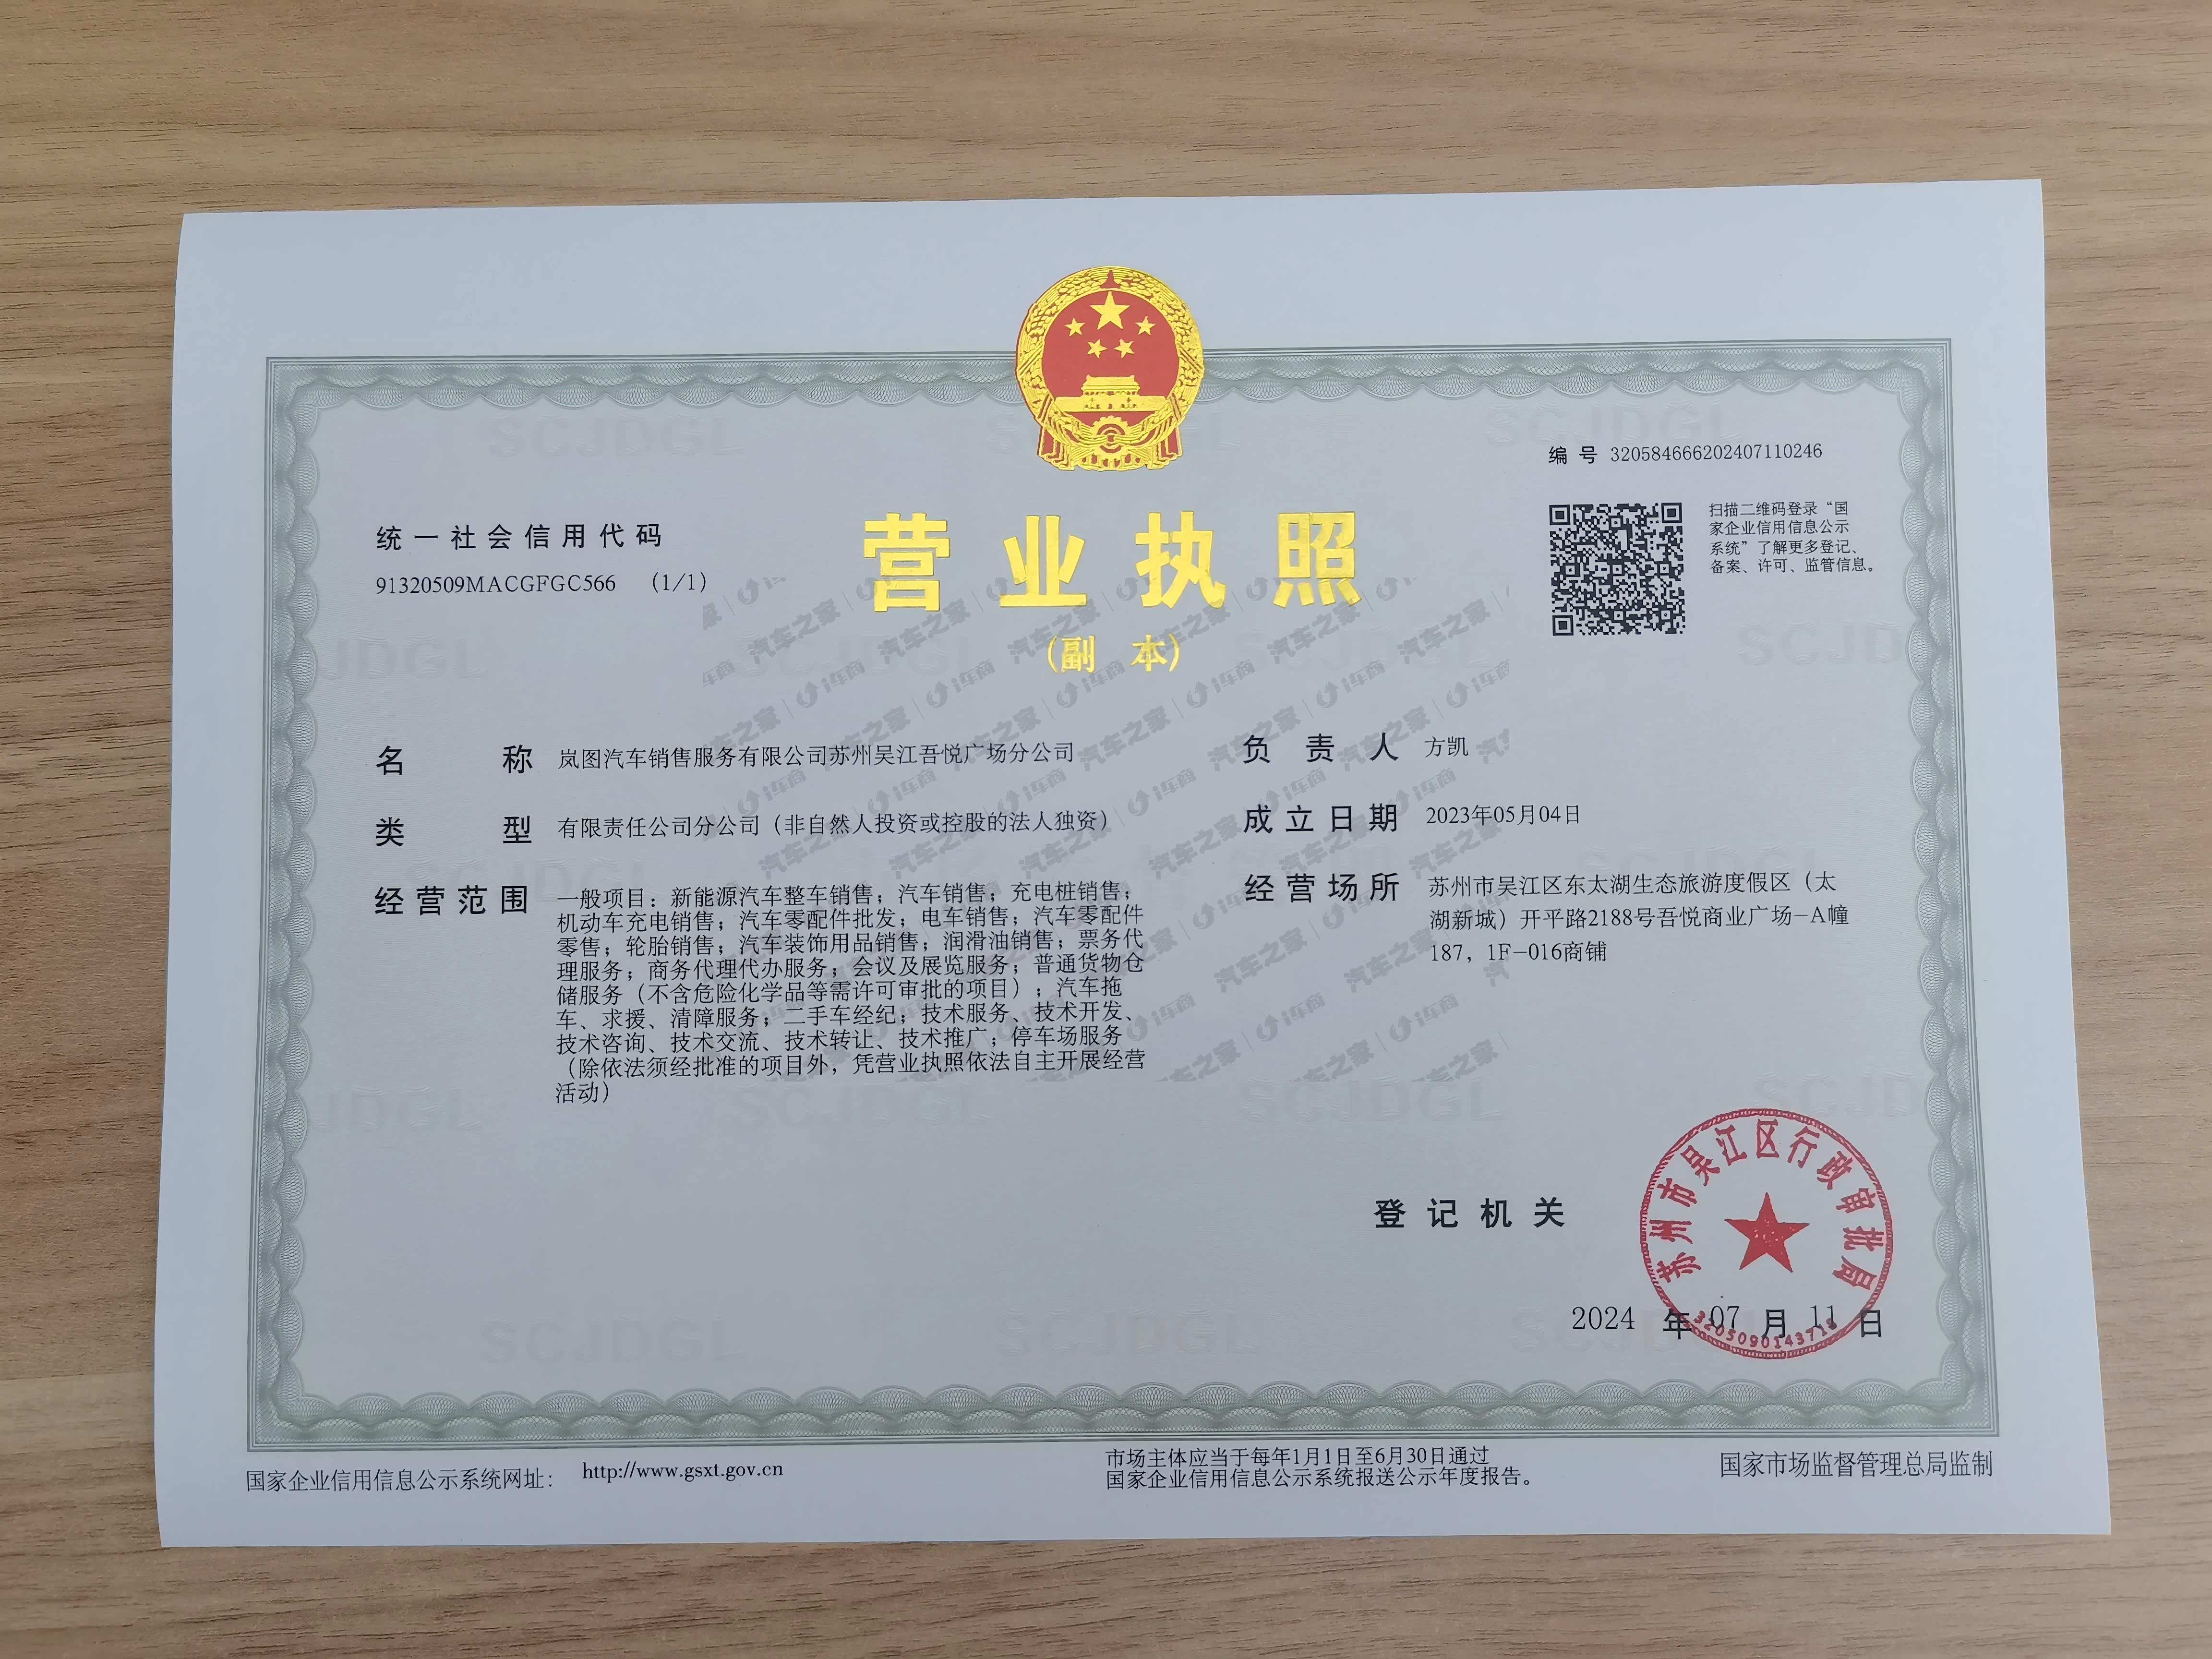 编 号 320584666202407110246
统一社会信用代码
91320509MACGFGC566 （1/1）
营业执照
（副 本）
扫描二维码登录“国
家企业信用信息公示
系统”了解更多登记、
备案、许可、监管信息。
名 称 岚图汽车销售服务有限公司苏州吴江吾悦广场分公司
类 型 有限责任公司分公司（非自然人投资或控股的法人独资）
经营范围 一般项目：新能源汽车整车销售；汽车销售；充电桩销售；
机动车充电销售；汽车零配件批发；电车销售；汽车零配件
零售；轮胎销售；汽车装饰用品销售；润滑油销售；票务代
理服务；商务代理代办服务；会议及展览服务；普通货物仓
储服务（不含危险化学品等需许可审批的项目）；汽车拖
车、求援、清障服务；二手车经纪；技术服务、技术开发、
技术咨询、技术交流、技术转让、技术推广；停车场服务
（除依法须经批准的项目外，凭营业执照依法自主开展经营
活动）
负责人 方凯
成立日期 2023年05月04日
经营场所 苏州市吴江区东太湖生态旅游度假区（太
湖新城）开平路2188号吾悦商业广场-A幢
187，1F-016商铺
登记机关
苏州市吴江区行政审批局
2024 年 07 月 11 日
国家企业信用信息公示系统网址： http://www.gsxt.gov.cn
市场主体应当于每年1月1日至6月30日通过
国家企业信用信息公示系统报送公示年度报告。
国家市场监督管理总局监制
SCJDGL
汽车之家 | i车商